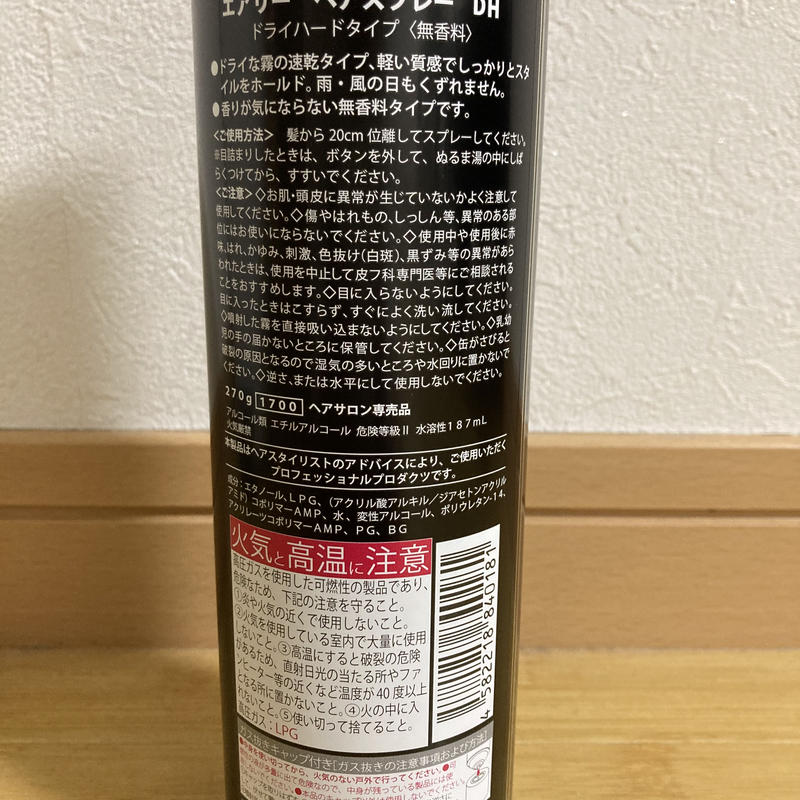 エアリー ヘアスプレー DH
ドライハードタイプ〈無香料〉
●ドライな霧の速乾タイプ、軽い質感でしっかりとスタ
イルをホールド。雨・風の日もくずれません。
●香りが気にならない無香料タイプです。
<ご使用方法> 髪から20cm位離してスプレーしてください。
※目詰まりしたときは、ボタンを外して、ぬるま湯の中にしば
らくつけてから、すすいでください。
<ご注意>◇お肌・頭皮に異常が生じていないかよく注意して
使用してください。◇傷やはれもの、しっしん等、異常のある部
位にはお使いにならないでください。◇使用中や使用後に赤
味、はれ、かゆみ、刺激、色抜け(白斑)、黒ずみ等の異常があら
われたときは、使用を中止して皮フ科専門医等にご相談される
ことをおすすめします。◇目に入らないようにしてください。
目に入ったときはこすらず、すぐによく洗い流してください。
◇噴射した霧を直接吸い込まないようにしてください。◇乳幼
児の手の届かないところに保管してください。◇缶がさびると
破裂の原因となるので湿気の多いところや水回りに置かないで
ください。◇逆さ、または水平にして使用しないでください。
270g 1700 ヘアサロン専売品
アルコール類 エチルアルコール 危険等級Ⅱ 水溶性187mL
火気厳禁
本製品はヘアスタイリストのアドバイスにより、ご使用いただく
プロフェッショナルプロダクツです。
成分:エタノール、LPG、(アクリル酸アルキル/ジアセトンアクリル
アミド)コポリマーAMP、水、変性アルコール、ポリウレタン-14、
アクリレーツコポリマーAMP、PG、BG
火気と高温に注意
高圧ガスを使用した可燃性の製品であり、
危険なため、下記の注意を守ること。
①炎や火気の近くで使用しないこと。
②火気を使用している室内で大量に使用
しないこと。③高温にすると破裂の危険
があるため、直射日光の当たる所やファ
ンヒーター等の近くなど温度が40度以上
となる所に置かないこと。④火の中に入
れないこと。⑤使い切って捨てること。
高圧ガス:LPG
4582218840181
ガス抜きキャップ付き[ガス抜きの注意事項および方法]